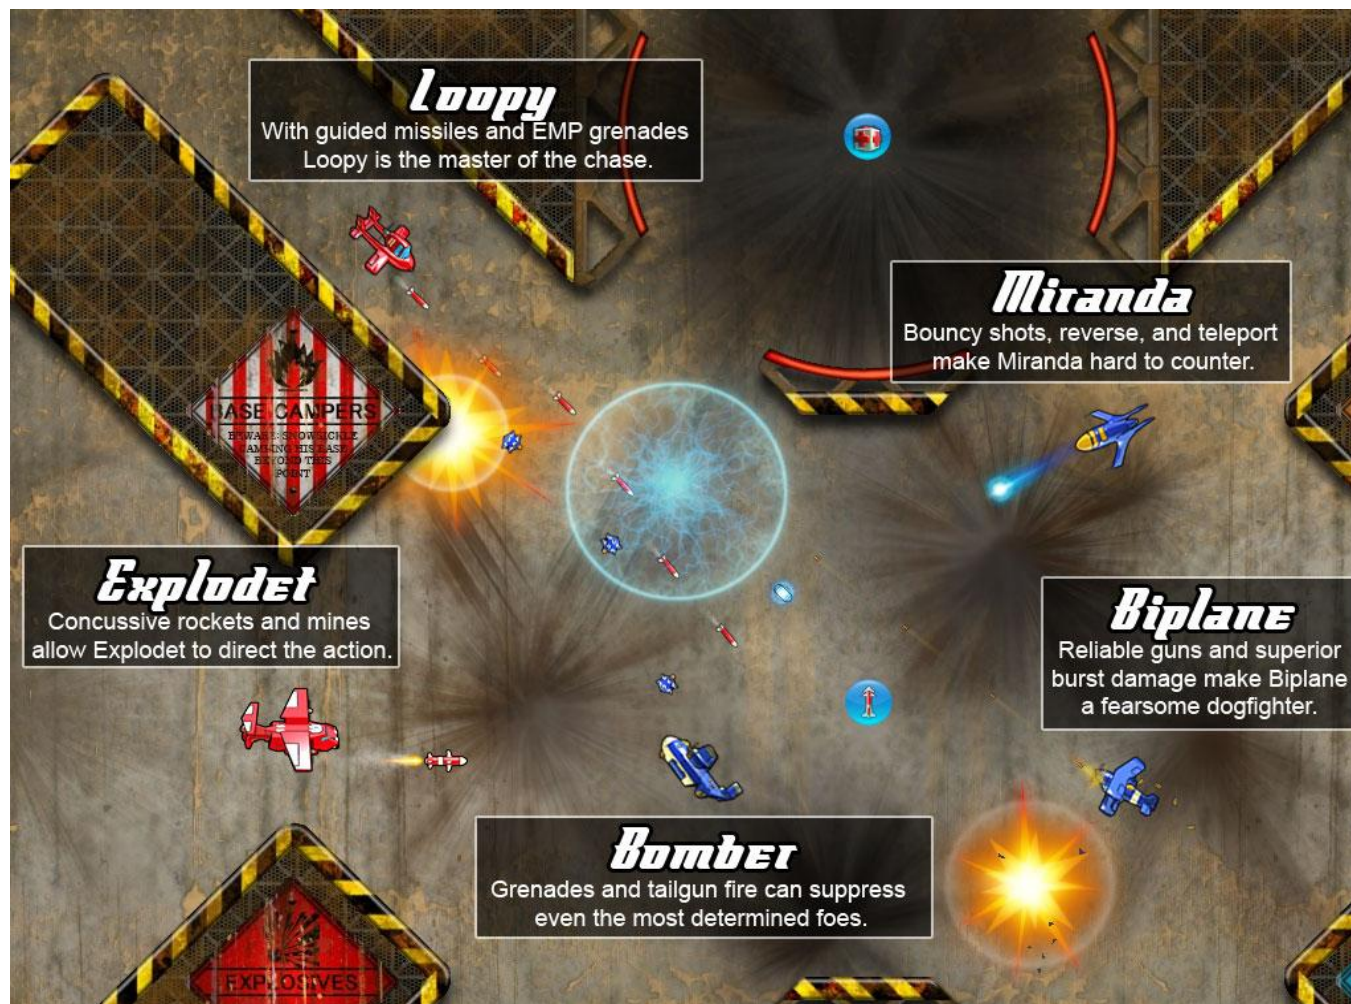 Loopy
With guided missiles and EMP grenades
Loopy is the master of the chase.
Miranda
Bouncy shots, reverse, and teleport
make Miranda hard to counter.
BASE CAMPERS
BEYOND THIS
POINT
Explodet
Concussive rockets and mines
allow Explodet to direct the action.
Biplane
Reliable guns and superior
burst damage make Biplane
a fearsome dogfighter.
Bomber
Grenades and tailgun fire can suppress
even the most determined foes.
EXPLOSIVES